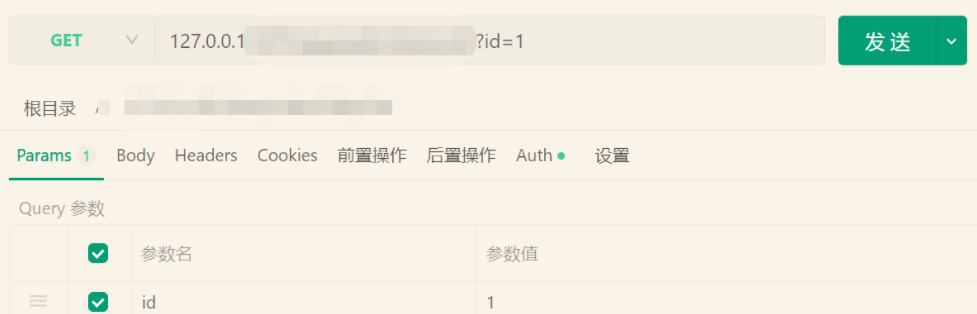 GET 127.0.0.1 ?id=1 发送
根目录
Params 1 Body Headers Cookies 前置操作 后置操作 Auth 设置
Query 参数
参数名 参数值
id 1